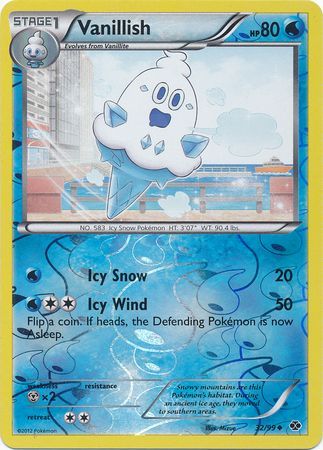 STAGE1
Vanillish
HP80
Evolves from Vanillite
NO. 583 Icy Snow Pokémon HT: 3'07" WT: 90.4 lbs.
Icy Snow 20
Icy Wind 50
Flip a coin. If heads, the Defending Pokémon is now
Asleep.
weakness resistance
×2
retreat
Snowy mountains are this
Pokémon's habitat. During
an ancient ice age, they moved
to southern areas.
Illus. Mizue
32/99
©2012 Pokémon